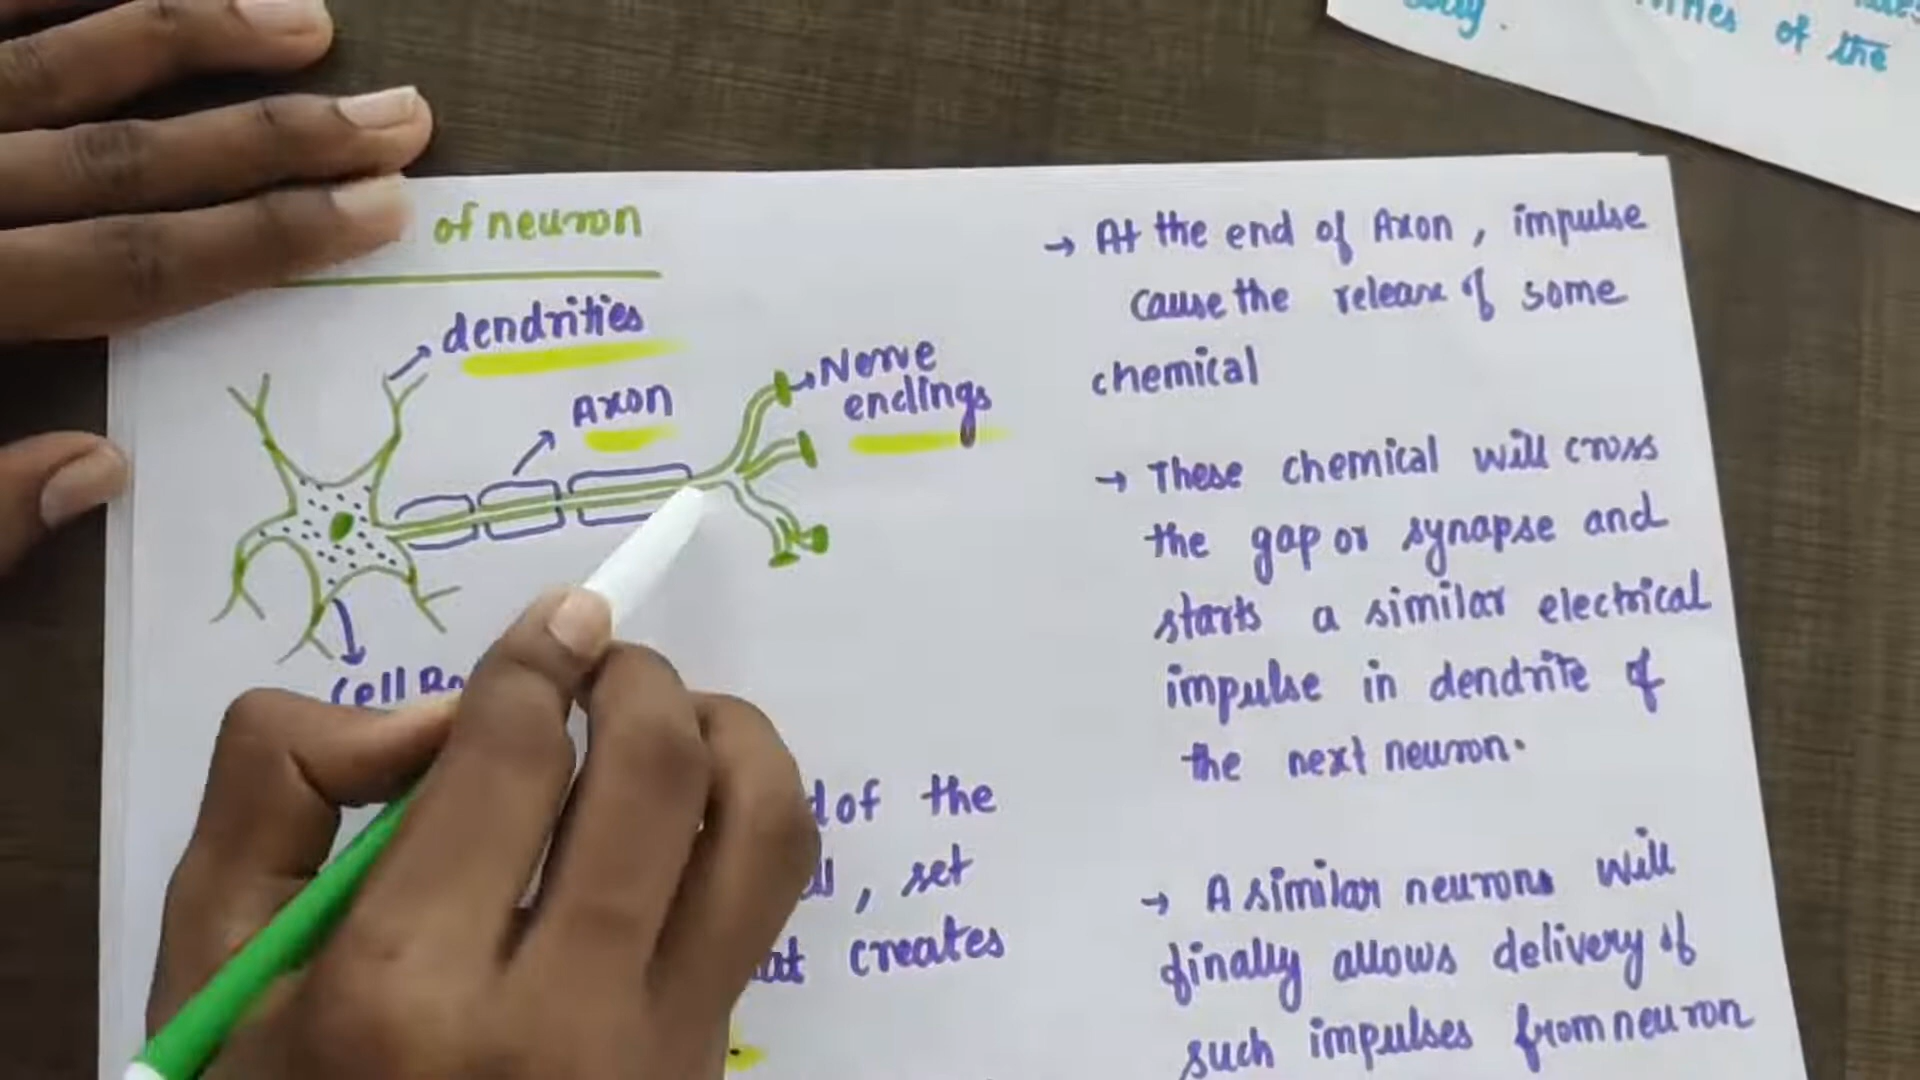 of neuron
dendrities
Axon
Nerve
endings
Cell
of the
, set
creates
→ At the end of Axon, impulse
cause the release of some
chemical
→ These chemical will cross
the gap or synapse and
starts a similar electrical
impulse in dendrite of
the next neuron.
→ A similar neurons will
finally allows delivery of
such impulses from neuron
of the